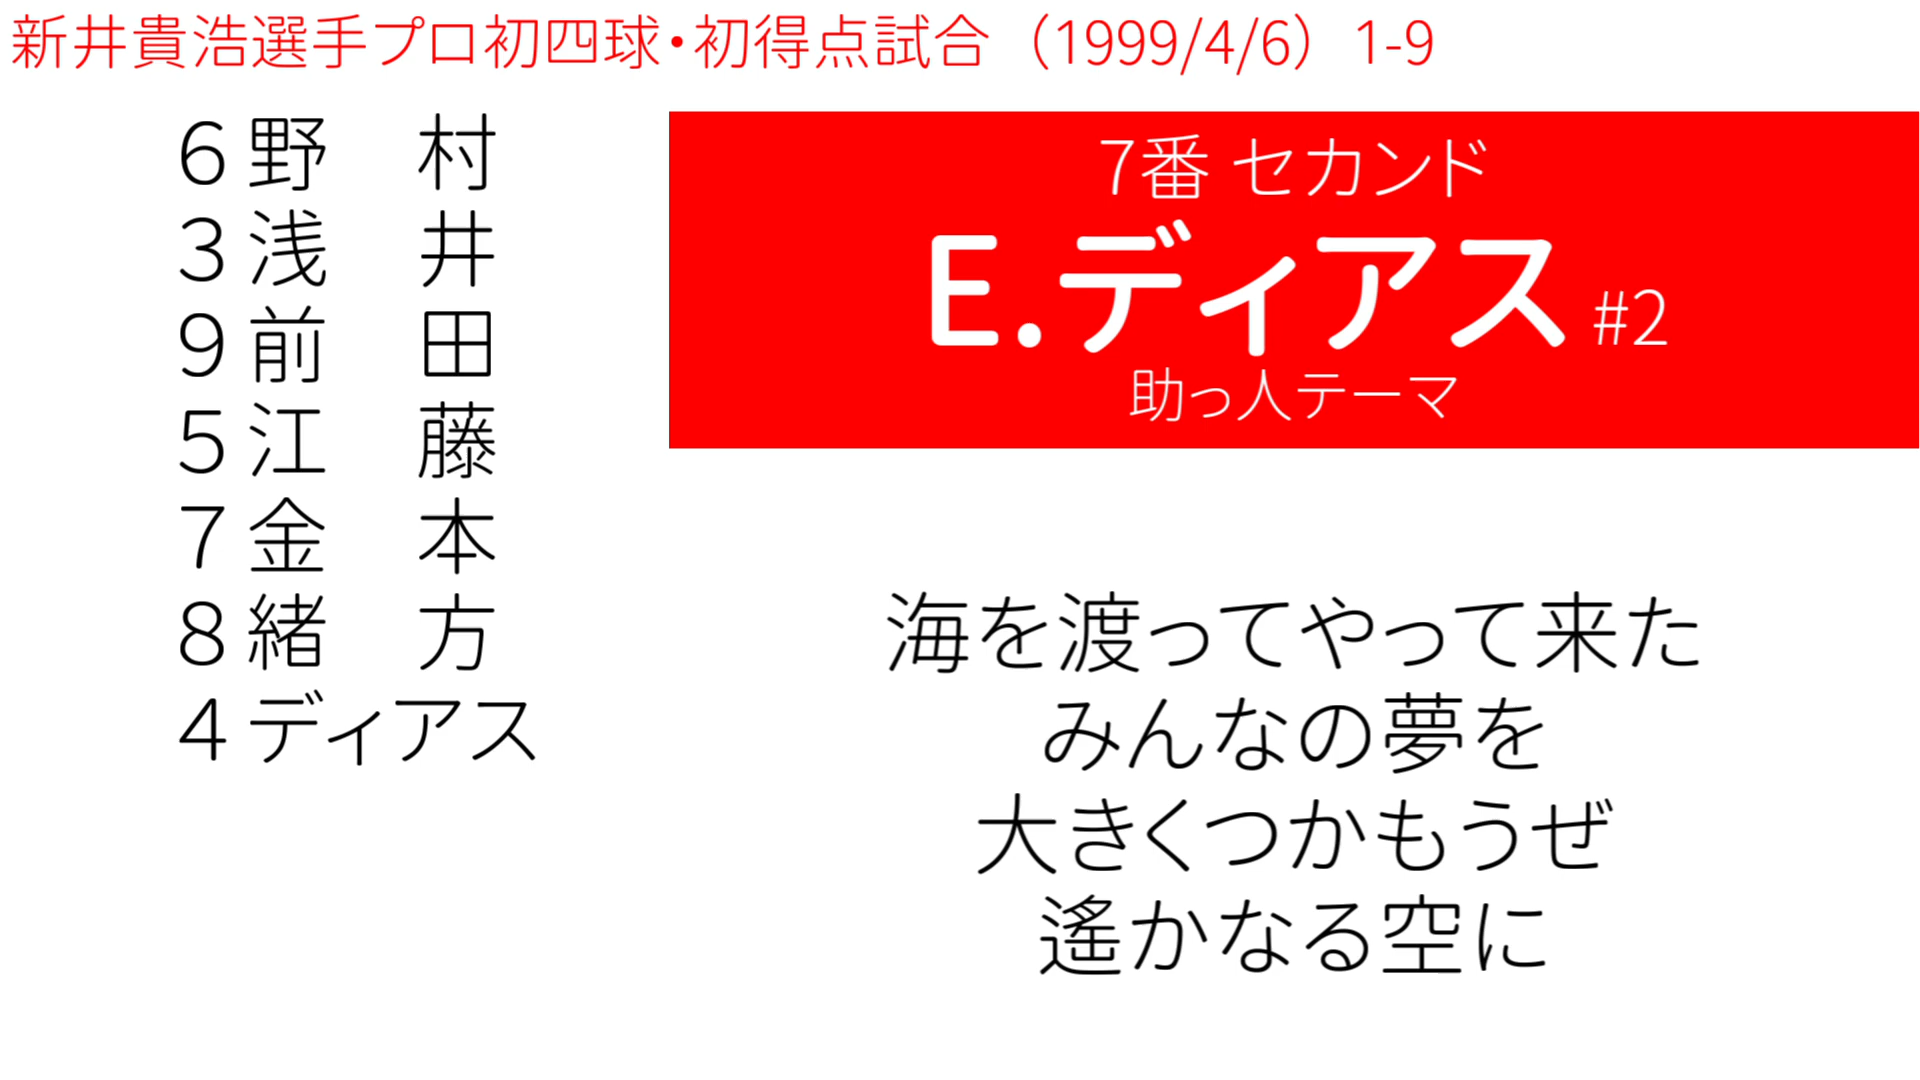 新井貴浩選手プロ初四球・初得点試合（1999/4/6）1-9
6 野　村
3 浅　井
9 前　田
5 江　藤
7 金　本
8 緒　方
4 ディアス
7番 セカンド
E.ディアス #2
助っ人テーマ
海を渡ってやって来た
みんなの夢を
大きくつかもうぜ
遙かなる空に